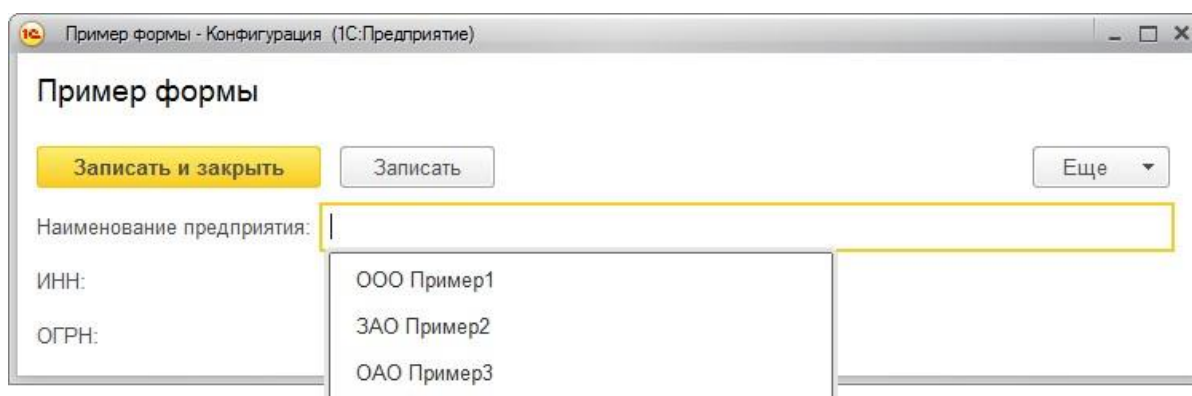 1С Пример формы - Конфигурация (1С:Предприятие)
Пример формы
Записать и закрыть Записать Еще
Наименование предприятия:
ИНН: ООО Пример1
ОГРН: ЗАО Пример2
ОАО Пример3